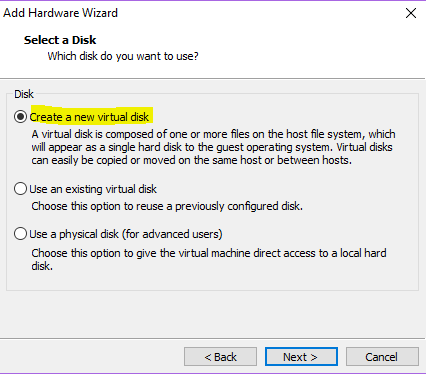 Add Hardware Wizard
Select a Disk
Which disk do you want to use?
Disk
Create a new virtual disk
A virtual disk is composed of one or more files on the host file system, which
will appear as a single hard disk to the guest operating system. Virtual disks
can easily be copied or moved on the same host or between hosts.
Use an existing virtual disk
Choose this option to reuse a previously configured disk.
Use a physical disk (for advanced users)
Choose this option to give the virtual machine direct access to a local hard
disk.
< Back Next > Cancel